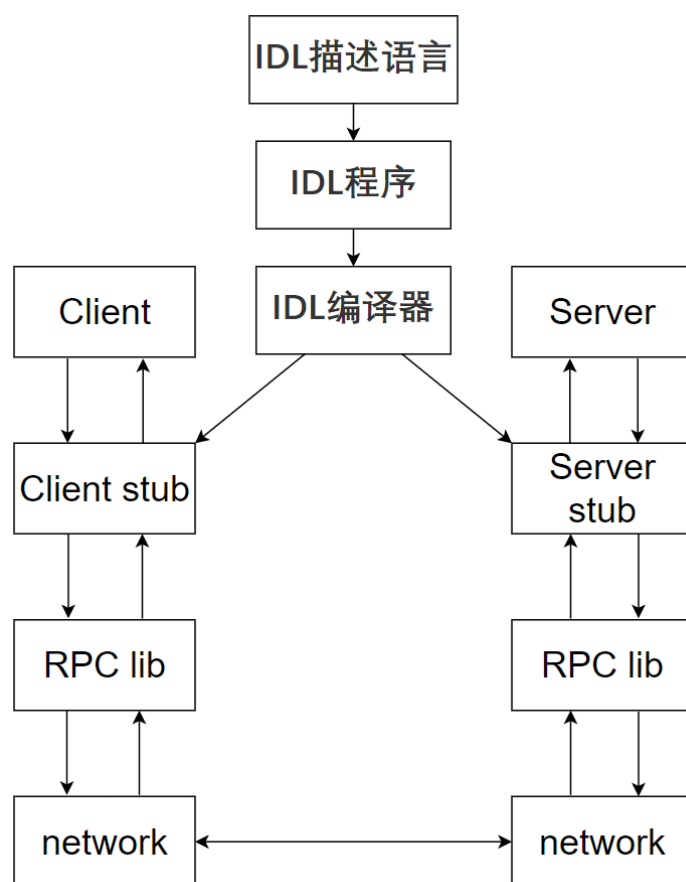 IDL描述语言
IDL程序
Client
IDL编译器
Server
Client stub
Server
stub
RPC lib
RPC lib
network
network